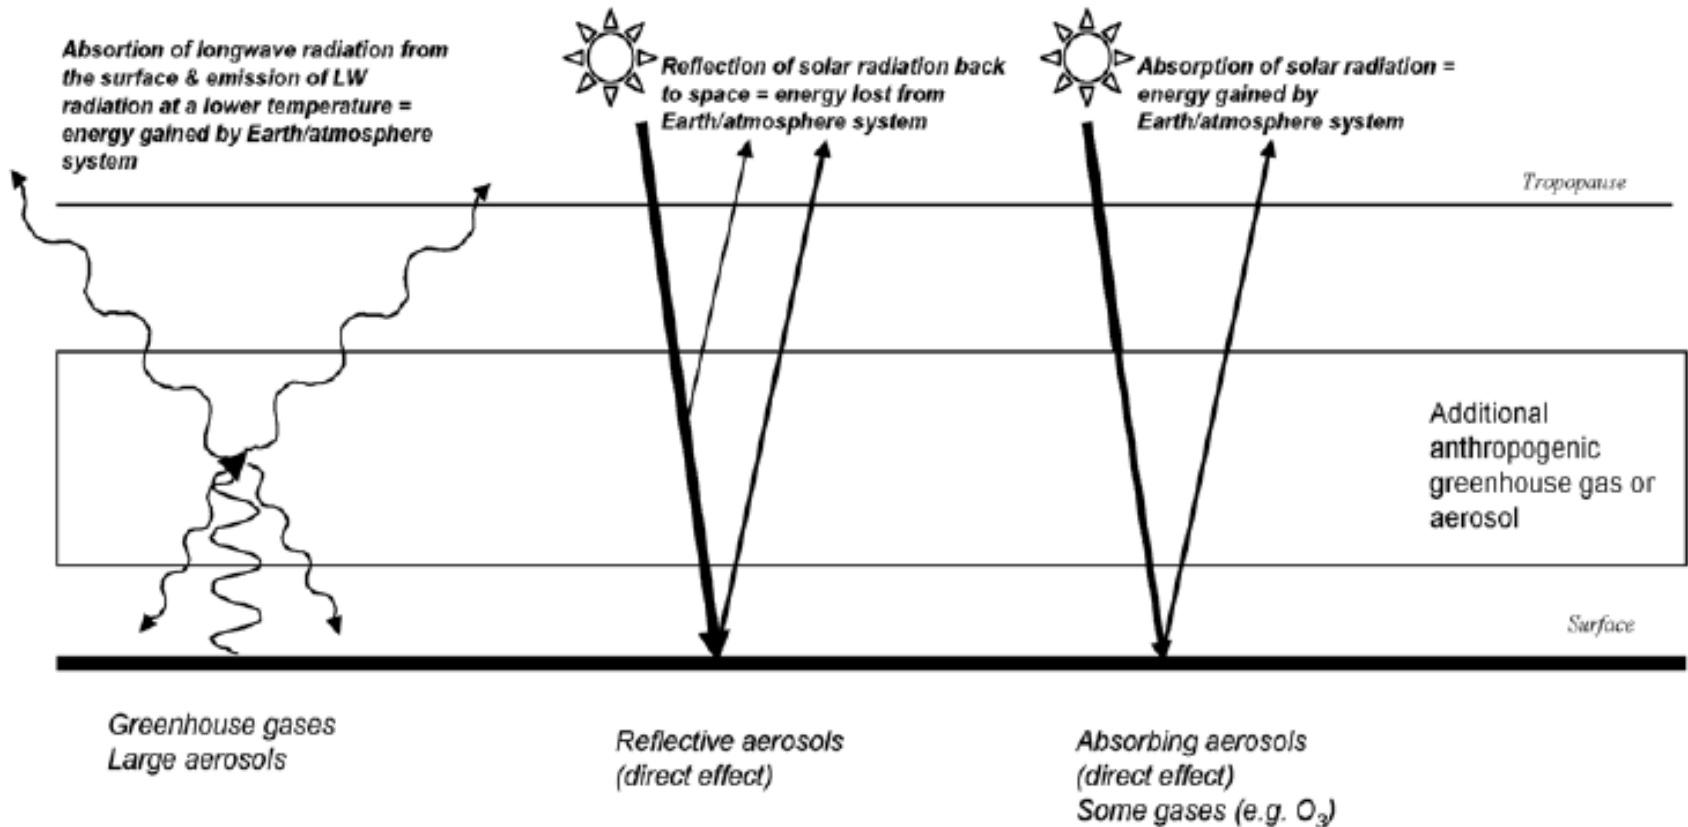 Absortion of longwave radiation from
the surface & emission of LW
radiation at a lower temperature =
energy gained by Earth/atmosphere
system
Reflection of solar radiation back
to space = energy lost from
Earth/atmosphere system
Absorption of solar radiation =
energy gained by
Earth/atmosphere system
Tropopause
Additional
anthropogenic
greenhouse gas or
aerosol
Surface
Greenhouse gases
Large aerosols
Reflective aerosols
(direct effect)
Absorbing aerosols
(direct effect)
Some gases (e.g. O₃)